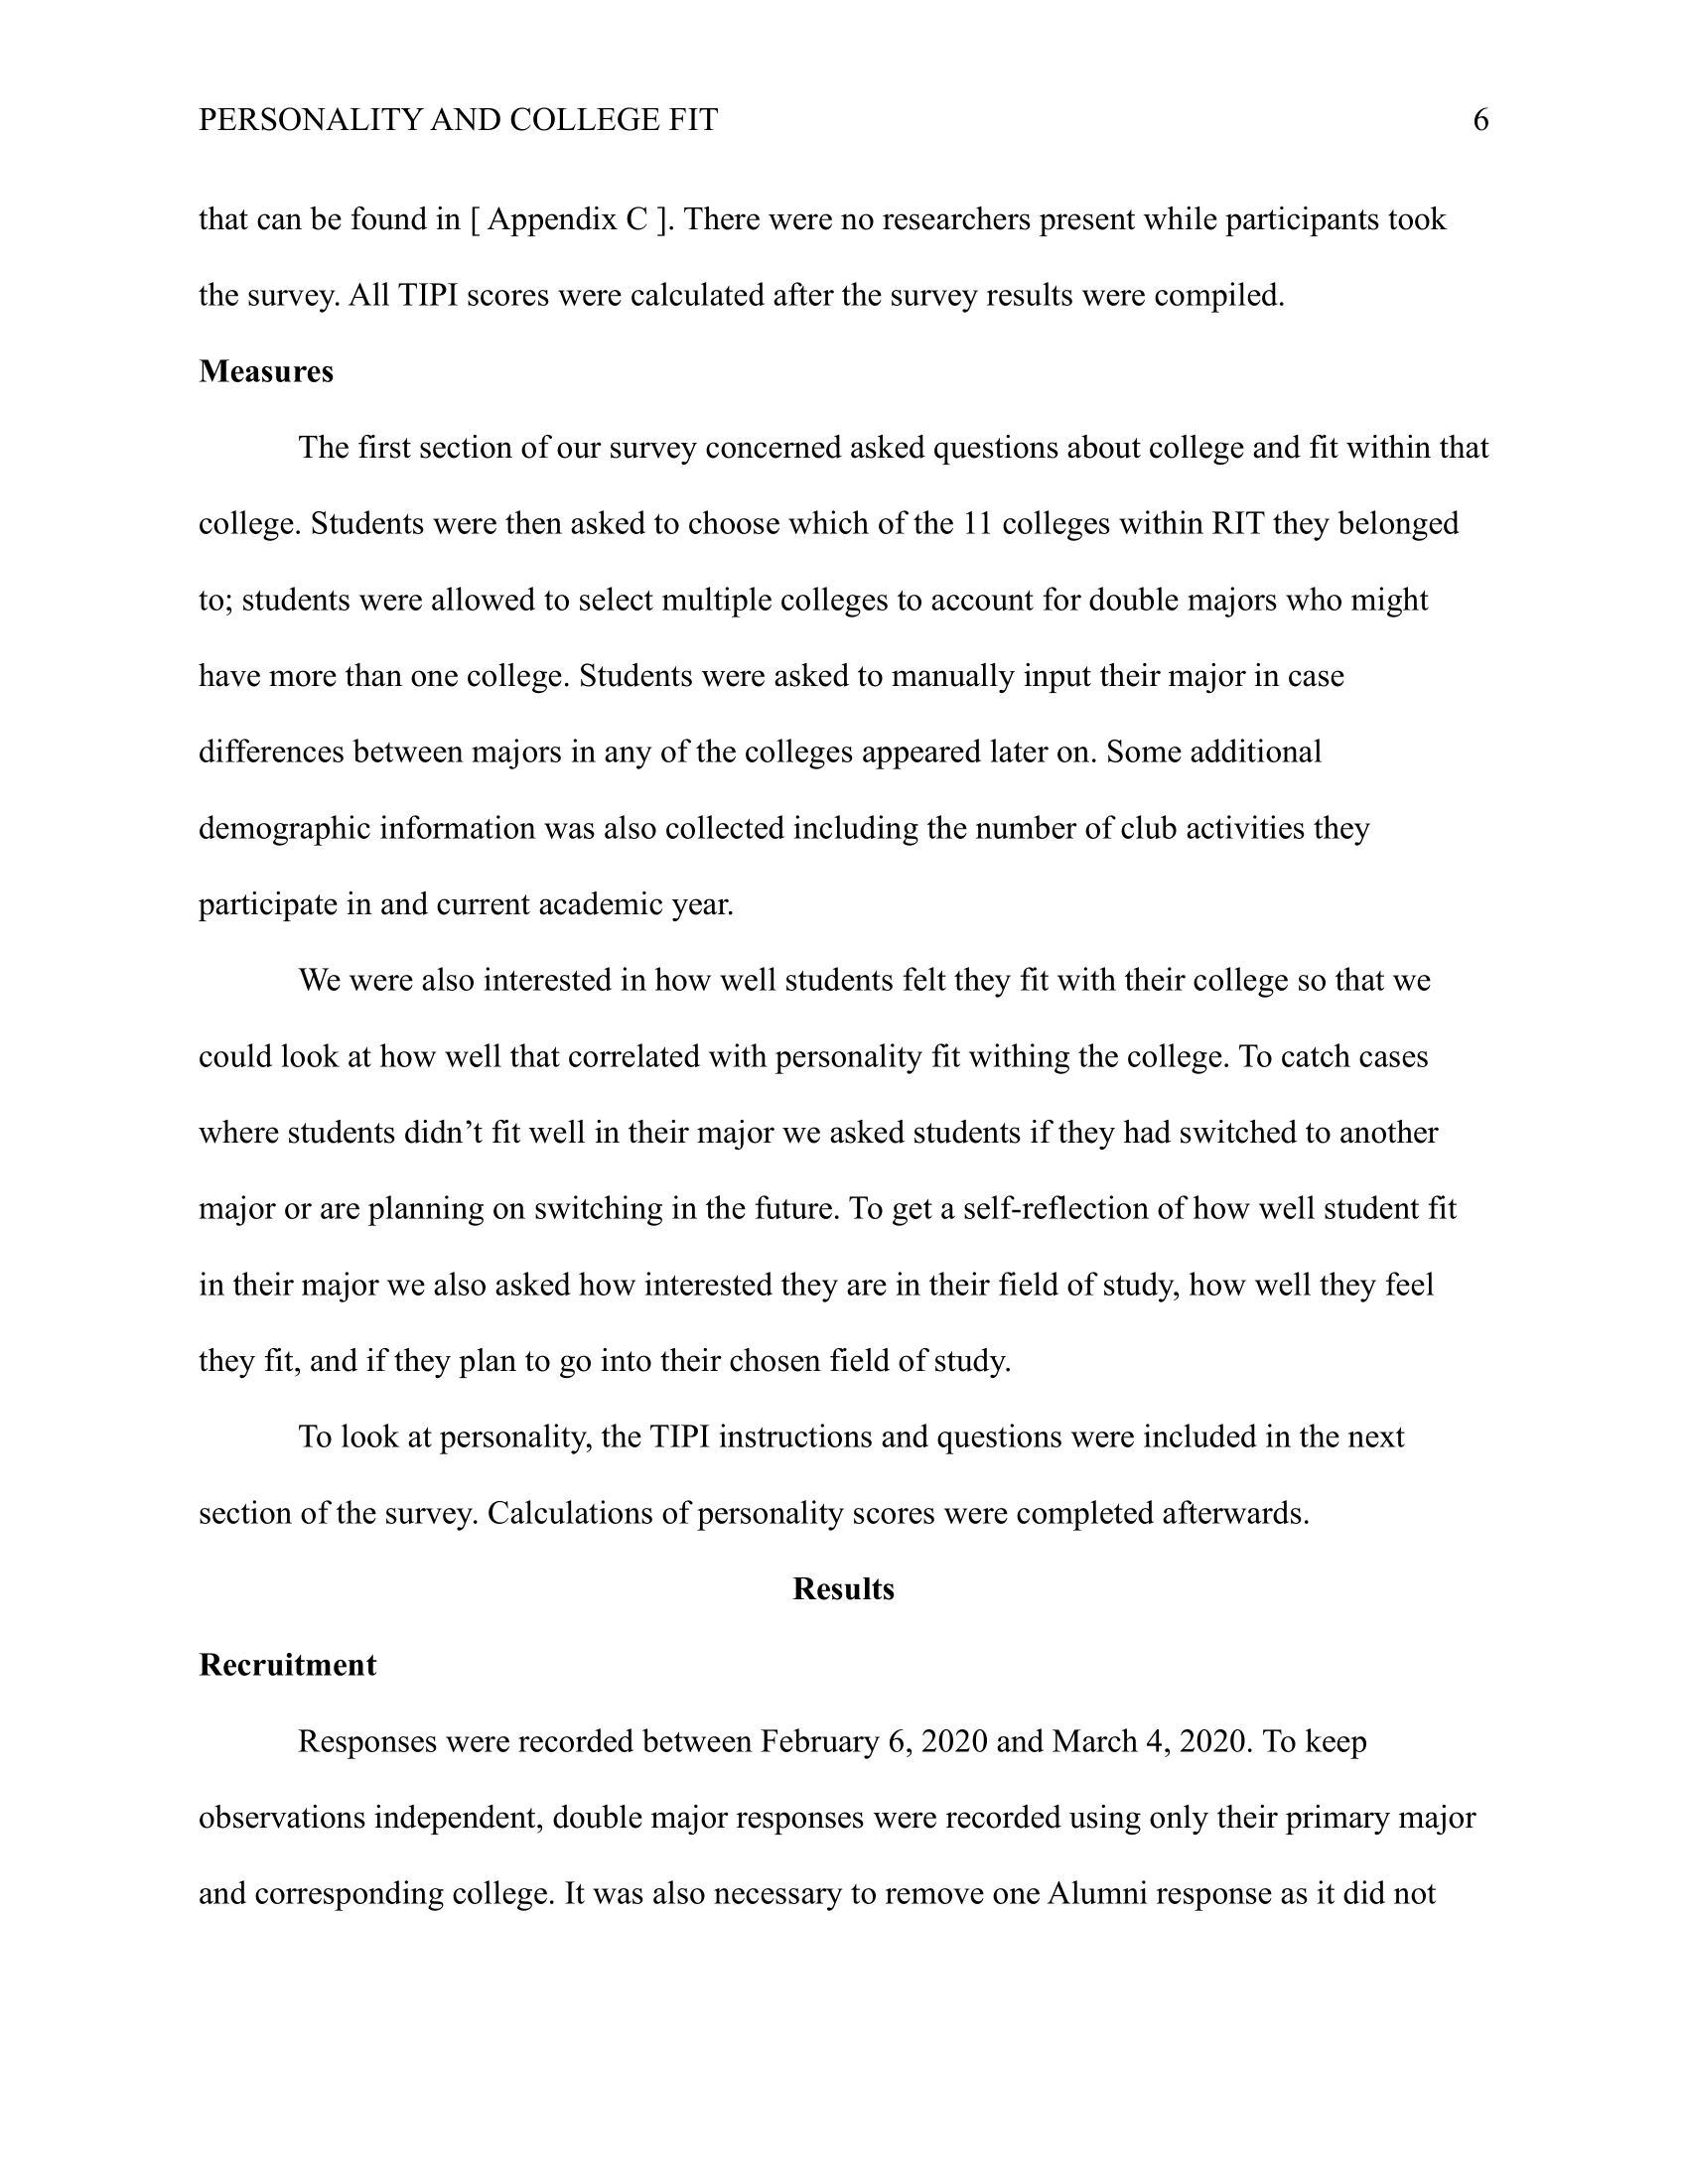 PERSONALITY AND COLLEGE FIT 6
that can be found in [ Appendix C ]. There were no researchers present while participants took
the survey. All TIPI scores were calculated after the survey results were compiled.
Measures
The first section of our survey concerned asked questions about college and fit within that
college. Students were then asked to choose which of the 11 colleges within RIT they belonged
to; students were allowed to select multiple colleges to account for double majors who might
have more than one college. Students were asked to manually input their major in case
differences between majors in any of the colleges appeared later on. Some additional
demographic information was also collected including the number of club activities they
participate in and current academic year.
We were also interested in how well students felt they fit with their college so that we
could look at how well that correlated with personality fit withing the college. To catch cases
where students didn’t fit well in their major we asked students if they had switched to another
major or are planning on switching in the future. To get a self-reflection of how well student fit
in their major we also asked how interested they are in their field of study, how well they feel
they fit, and if they plan to go into their chosen field of study.
To look at personality, the TIPI instructions and questions were included in the next
section of the survey. Calculations of personality scores were completed afterwards.
Results
Recruitment
Responses were recorded between February 6, 2020 and March 4, 2020. To keep
observations independent, double major responses were recorded using only their primary major
and corresponding college. It was also necessary to remove one Alumni response as it did not